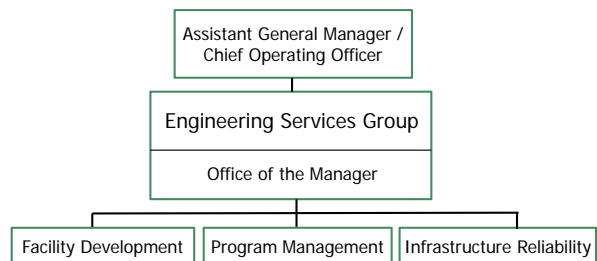 Assistant General Manager /
Chief Operating Officer
Engineering Services Group
Office of the Manager
Facility Development
Program Management
Infrastructure Reliability